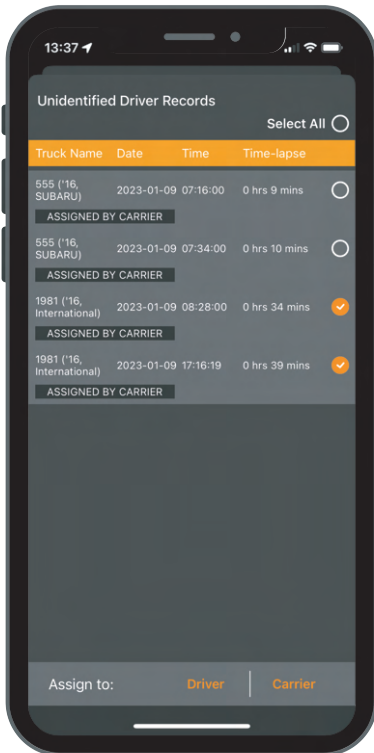 13:37
Unidentified Driver Records
Select All
Truck Name Date Time Time-lapse
555 ('16,
SUBARU) 2023-01-09 07:16:00 0 hrs 9 mins
ASSIGNED BY CARRIER
555 ('16,
SUBARU) 2023-01-09 07:34:00 0 hrs 10 mins
ASSIGNED BY CARRIER
1981 ('16,
International) 2023-01-09 08:28:00 0 hrs 34 mins
ASSIGNED BY CARRIER
1981 ('16,
International) 2023-01-09 17:16:19 0 hrs 39 mins
ASSIGNED BY CARRIER
Assign to: Driver Carrier